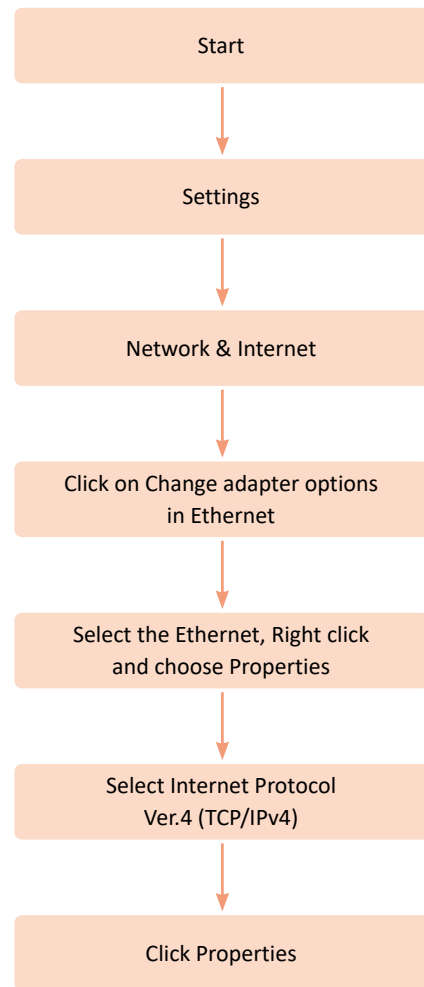 Start
Settings
Network & Internet
Click on Change adapter options
in Ethernet
Select the Ethernet, Right click
and choose Properties
Select Internet Protocol
Ver.4 (TCP/IPv4)
Click Properties